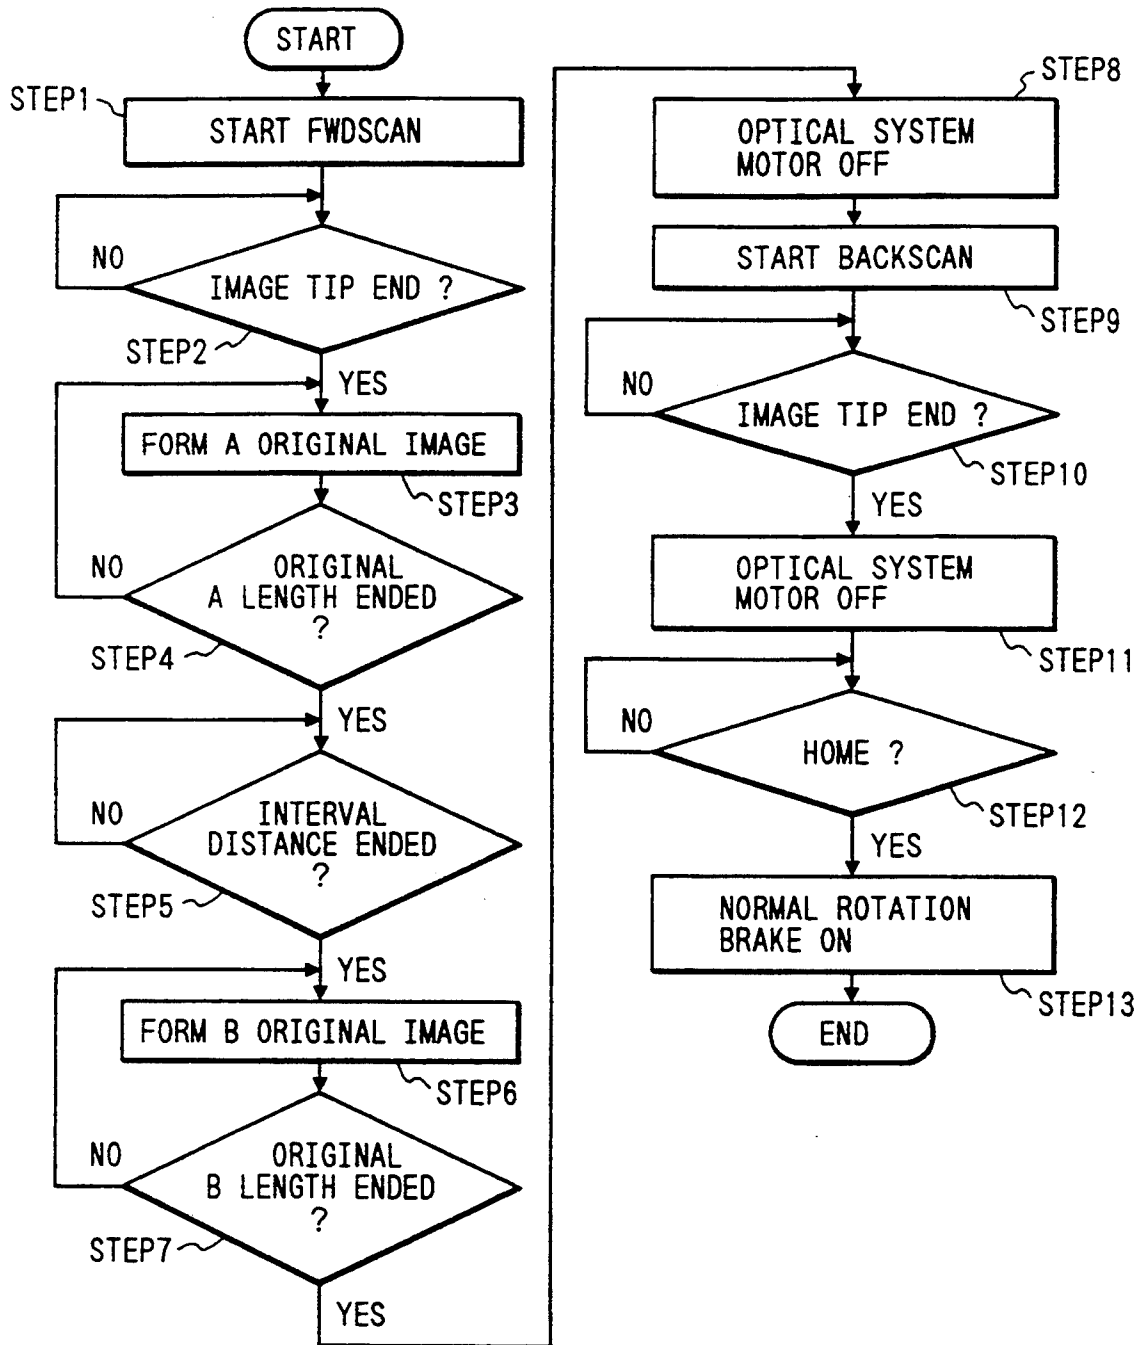 START
STEP1
START FWDSCAN
NO
IMAGE TIP END ?
STEP2
YES
FORM A ORIGINAL IMAGE
STEP3
NO
ORIGINAL
A LENGTH ENDED
?
STEP4
YES
NO
INTERVAL
DISTANCE ENDED
?
STEP5
YES
FORM B ORIGINAL IMAGE
STEP6
NO
ORIGINAL
B LENGTH ENDED
?
STEP7
YES
STEP8
OPTICAL SYSTEM
MOTOR OFF
START BACKSCAN
STEP9
NO
IMAGE TIP END ?
STEP10
YES
OPTICAL SYSTEM
MOTOR OFF
STEP11
NO
HOME ?
STEP12
YES
NORMAL ROTATION
BRAKE ON
STEP13
END